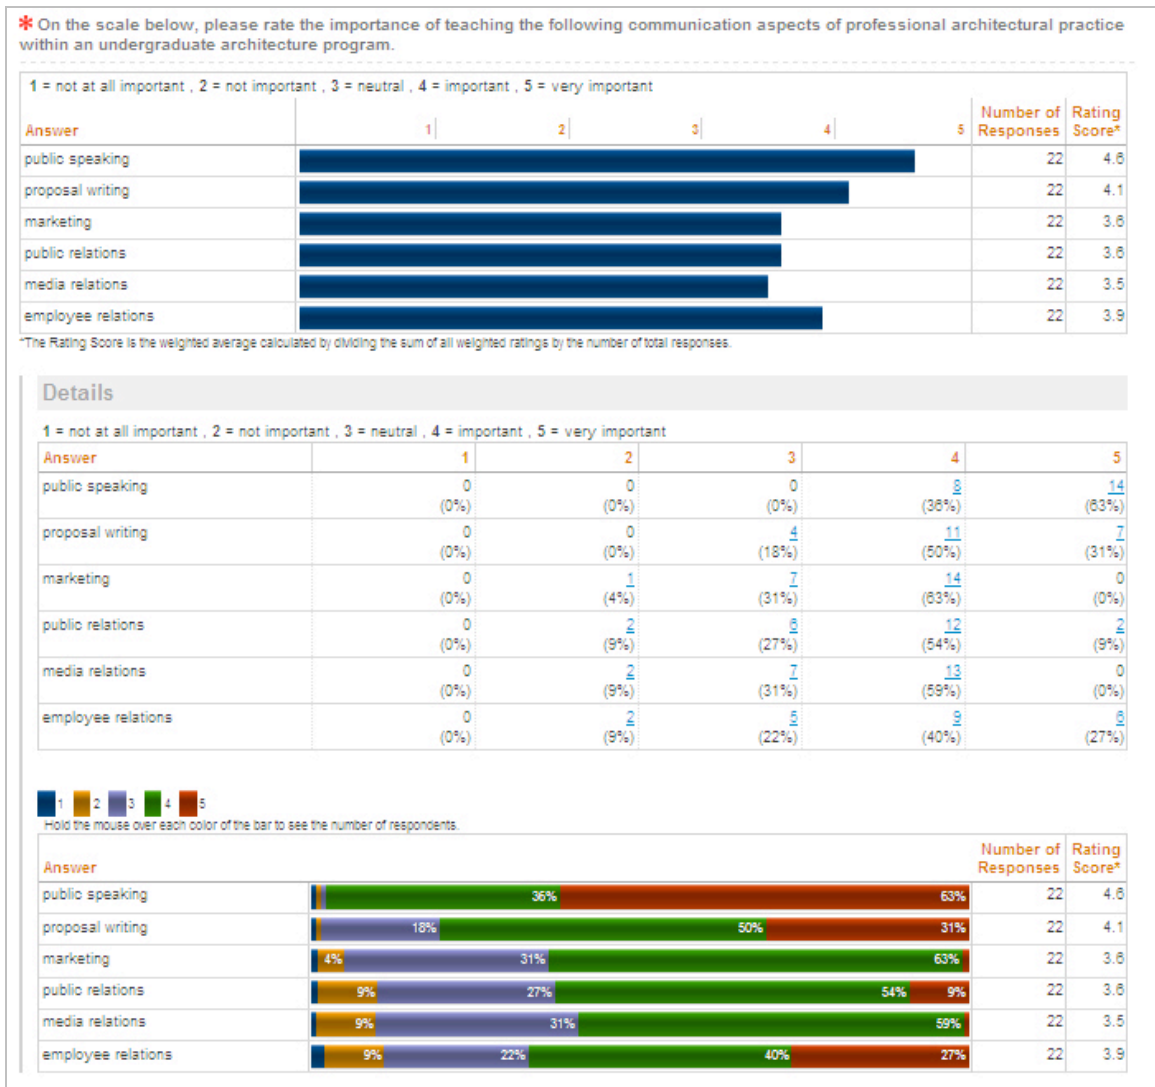 * On the scale below, please rate the importance of teaching the following communication aspects of professional architectural practice
within an undergraduate architecture program.
1 = not at all important , 2 = not important , 3 = neutral , 4 = important , 5 = very important
Answer 1 2 3 4 5 Number of Responses Rating Score*
public speaking 22 4.6
proposal writing 22 4.1
marketing 22 3.6
public relations 22 3.6
media relations 22 3.5
employee relations 22 3.9
*The Rating Score is the weighted average calculated by dividing the sum of all weighted ratings by the number of total responses.
Details
1 = not at all important , 2 = not important , 3 = neutral , 4 = important , 5 = very important
Answer 1 2 3 4 5
public speaking 0 0 0 8 14
(0%) (0%) (0%) (36%) (63%)
proposal writing 0 0 4 11 7
(0%) (0%) (18%) (50%) (31%)
marketing 0 1 7 14 0
(0%) (4%) (31%) (63%) (0%)
public relations 0 2 6 12 2
(0%) (9%) (27%) (54%) (9%)
media relations 0 2 7 13 0
(0%) (9%) (31%) (59%) (0%)
employee relations 0 2 5 9 6
(0%) (9%) (22%) (40%) (27%)
1 2 3 4 5
Hold the mouse over each color of the bar to see the number of respondents.
Answer Number of Responses Rating Score*
public speaking 36% 63% 22 4.6
proposal writing 18% 50% 31% 22 4.1
marketing 4% 31% 63% 22 3.6
public relations 9% 27% 54% 9% 22 3.6
media relations 9% 31% 59% 22 3.5
employee relations 9% 22% 40% 27% 22 3.9